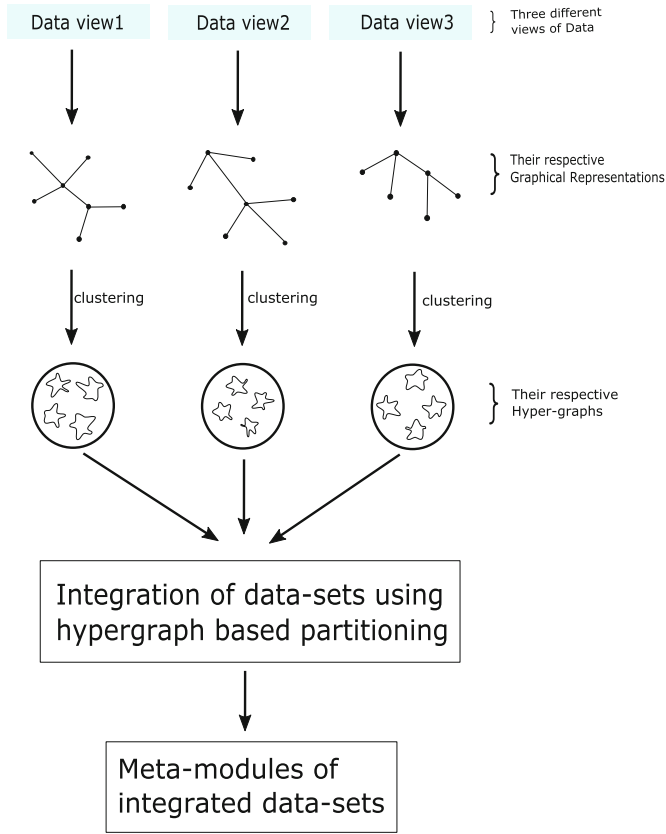 Data view1
Data view2
Data view3
Three different
views of Data
Their respective
Graphical Representations
clustering
clustering
clustering
Their respective
Hyper-graphs
Integration of data-sets using
hypergraph based partitioning
Meta-modules of
integrated data-sets